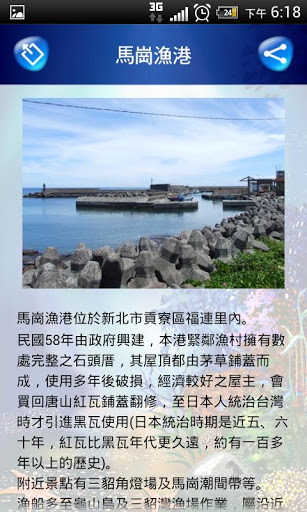 3G 24 下午 6:18
馬崗漁港
馬崗漁港位於新北市貢寮區福連里內。
民國58年由政府興建，本港緊鄰漁村擁有數
處完整之石頭厝，其屋頂都由茅草鋪蓋而
成，使用多年後破損，經濟較好之屋主，會
買回唐山紅瓦鋪蓋翻修，至日本人統治台灣
時才引進黑瓦使用(日本統治時期是近五、六
十年，紅瓦比黑瓦年代更久遠，約有一百多
年以上的歷史)。
附近景點有三貂角燈塔及馬崗潮間帶等。
漁船多至龜山島及三貂灣漁場作業，屬沿